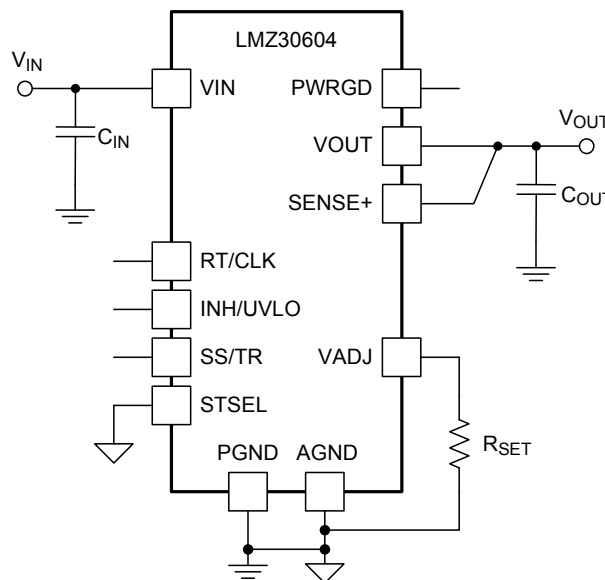 LMZ30604
VIN
VIN
PWRGD
CIN
VOUT
VOUT
SENSE+
COUT
RT/CLK
INH/UVLO
SS/TR
VADJ
STSEL
RSET
PGND
AGND